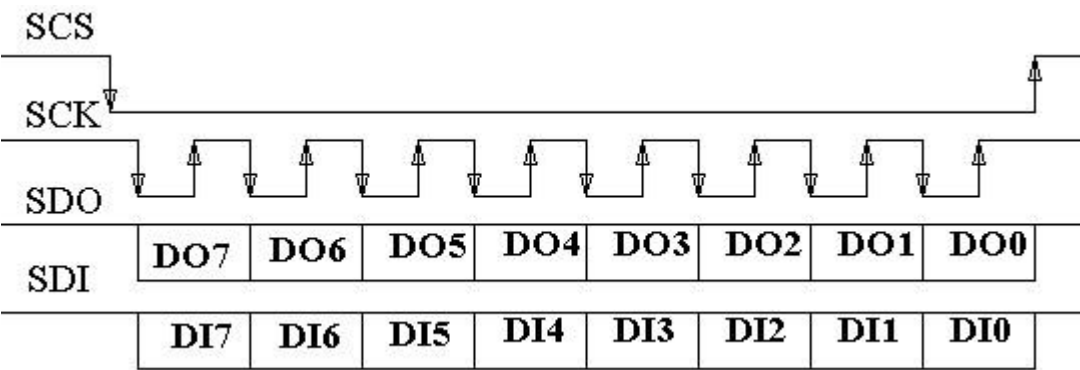 SCS
SCK
SDO
DO7 DO6 DO5 DO4 DO3 DO2 DO1 DO0
SDI
DI7 DI6 DI5 DI4 DI3 DI2 DI1 DI0